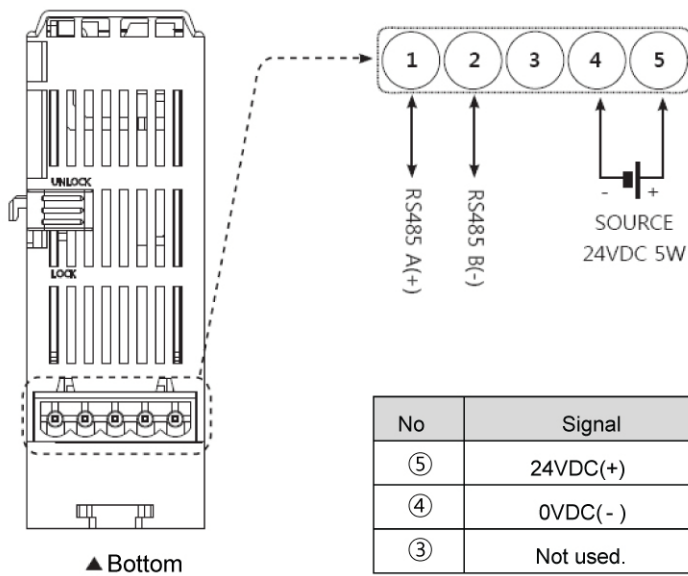 UNLOCK
LOCK
▲ Bottom
1 2 3 4 5
RS485 A(+)
RS485 B(-)
- +
SOURCE
24VDC 5W
No Signal
⑤ 24VDC(+)
④ 0VDC( - )
③ Not used.